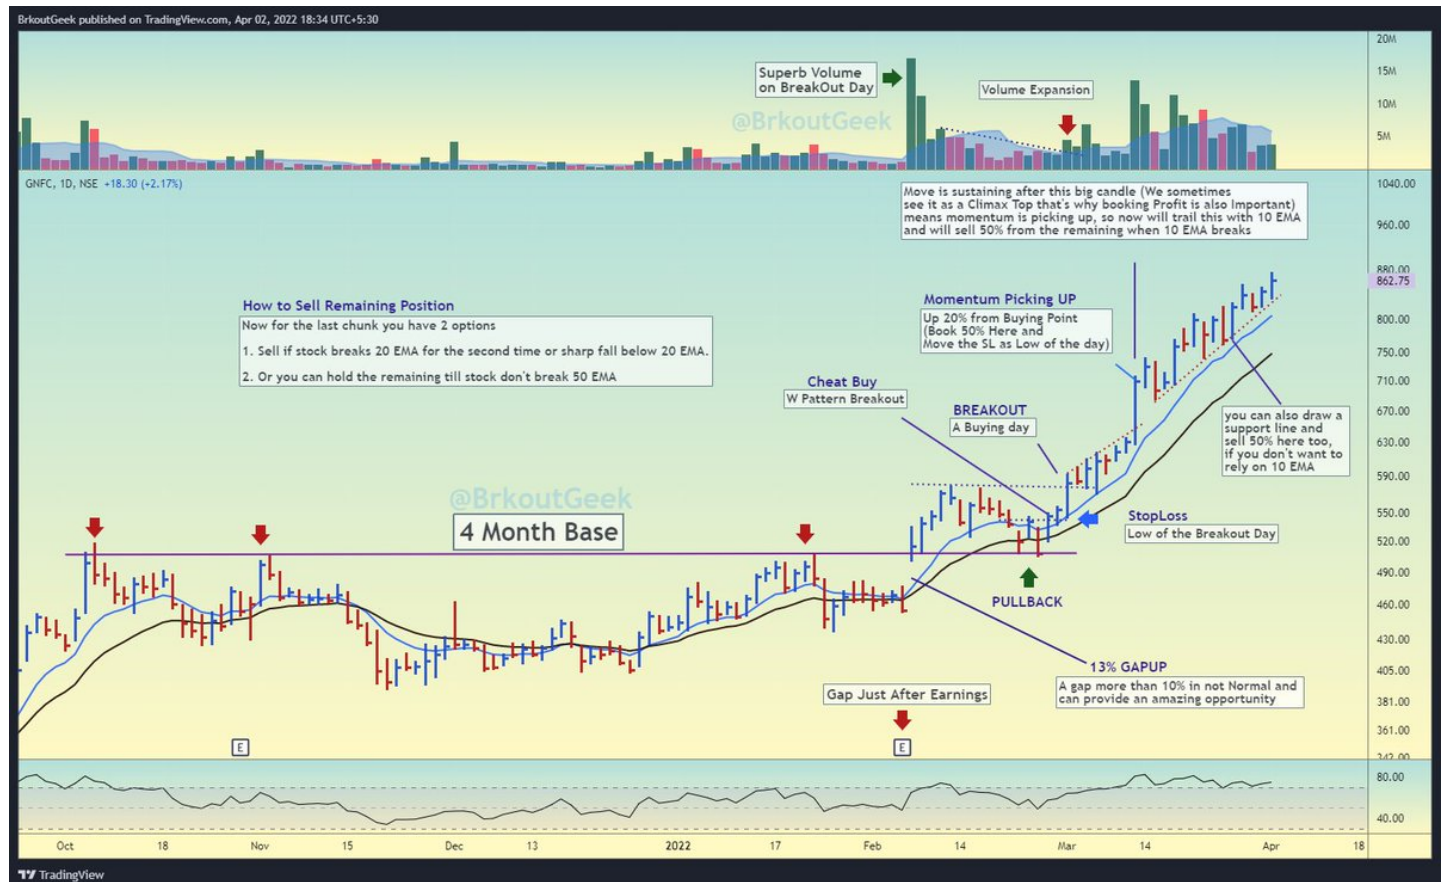 BrkoutGeek published on TradingView.com, Apr 02, 2022 18:34 UTC+5:30
20M
15M
10M
5M
Superb Volume
on BreakOut Day
Volume Expansion
@BrkoutGeek
GNFC, 1D, NSE +18.30 (+2.17%)
Move is sustaining after this big candle (We sometimes
see it as a Climax Top that's why booking Profit is also Important)
means momentum is picking up, so now will trail this with 10 EMA
and will sell 50% from the remaining when 10 EMA breaks
1040.00
960.00
880.00
862.75
800.00
750.00
710.00
670.00
630.00
590.00
550.00
520.00
490.00
460.00
430.00
405.00
381.00
361.00
342.00
How to Sell Remaining Position
Now for the last chunk you have 2 options
1. Sell if stock breaks 20 EMA for the second time or sharp fall below 20 EMA.
2. Or you can hold the remaining till stock don't break 50 EMA
Momentum Picking UP
Up 20% from Buying Point
(Book 50% Here and
Move the SL as Low of the day)
Cheat Buy
W Pattern Breakout
BREAKOUT
A Buying day
you can also draw a
support line and
sell 50% here too,
if you don't want to
rely on 10 EMA
@BrkoutGeek
4 Month Base
StopLoss
Low of the Breakout Day
PULLBACK
13% GAPUP
A gap more than 10% in not Normal and
can provide an amazing opportunity
Gap Just After Earnings
E
E
80.00
40.00
Oct 18 Nov 15 Dec 13 2022 17 Feb 14 Mar 14 Apr 18
TradingView